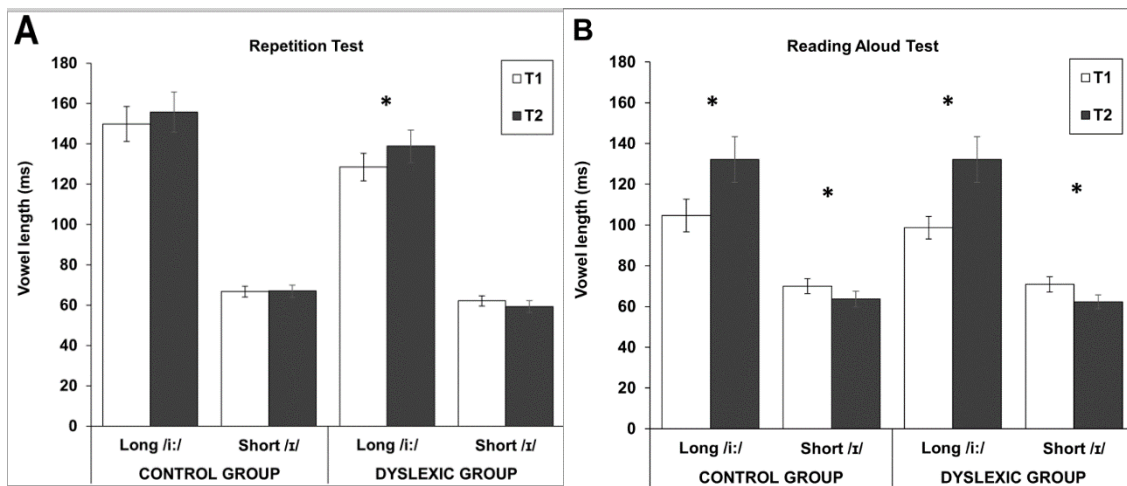 A
Repetition Test
T1
T2
*
Vowel length (ms)
180
160
140
120
100
80
60
40
20
0
Long /i:/ Short /ɪ/ Long /i:/ Short /ɪ/
CONTROL GROUP DYSLEXIC GROUP
B
Reading Aloud Test
T1
T2
* *
* *
Vowel length (ms)
180
160
140
120
100
80
60
40
20
0
Long /i:/ Short /ɪ/ Long /i:/ Short /ɪ/
CONTROL GROUP DYSLEXIC GROUP